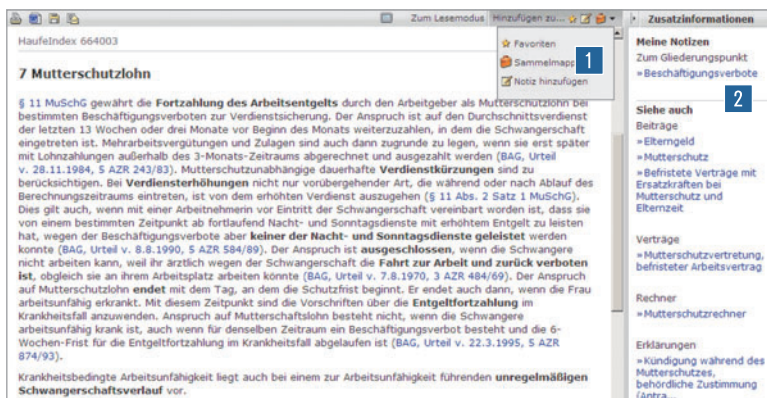 Zum Lesemodus Hinzufügen zu...
Favoriten
Sammelmapp
1
Notiz hinzufügen
HaufeIndex 664003
7 Mutterschutzlohn
§ 11 MuSchG gewährt die Fortzahlung des Arbeitsentgelts durch den Arbeitgeber als Mutterschutzlohn bei
bestimmten Beschäftigungsverboten zur Verdienstsicherung. Der Anspruch ist auf den Durchschnittsverdienst
der letzten 13 Wochen oder drei Monate vor Beginn des Monats weiterzuzahlen, in dem die Schwangerschaft
eingetreten ist. Mehrarbeitsvergütungen und Zulagen sind auch dann zugrunde zu legen, wenn sie erst später
mit Lohnzahlungen außerhalb des 3-Monats-Zeitraums abgerechnet und ausgezahlt werden (BAG, Urteil
v. 28.11.1984, 5 AZR 243/83). Mutterschutzunabhängige dauerhafte Verdienstkürzungen sind zu
berücksichtigen. Bei Verdiensterhöhungen nicht nur vorübergehender Art, die während oder nach Ablauf des
Berechnungszeitraums eintreten, ist von dem erhöhten Verdienst auszugehen (§ 11 Abs. 2 Satz 1 MuSchG).
Dies gilt auch, wenn mit einer Arbeitnehmerin vor Eintritt der Schwangerschaft vereinbart worden ist, dass sie
von einem bestimmten Zeitpunkt ab fortlaufend Nacht- und Sonntagsdienste mit erhöhtem Entgelt zu leisten
hat, wegen der Beschäftigungsverbote aber keiner der Nacht- und Sonntagsdienste geleistet werden
konnte (BAG, Urteil v. 8.8.1990, 5 AZR 584/89). Der Anspruch ist ausgeschlossen, wenn die Schwangere
nicht arbeiten kann, weil ihr ärztlich wegen der Schwangerschaft die Fahrt zur Arbeit und zurück verboten
ist, obgleich sie an ihrem Arbeitsplatz arbeiten könnte (BAG, Urteil v. 7.8.1970, 3 AZR 484/69). Der Anspruch
auf Mutterschutzlohn endet mit dem Tag, an dem die Schutzfrist beginnt. Er endet auch dann, wenn die Frau
arbeitsunfähig erkrankt. Mit diesem Zeitpunkt sind die Vorschriften über die Entgeltfortzahlung im
Krankheitsfall anzuwenden. Anspruch auf Mutterschaftslohn besteht nicht, wenn die Schwangere
arbeitsunfähig krank ist, auch wenn für denselben Zeitraum ein Beschäftigungsverbot besteht und die 6-
Wochen-Frist für die Entgeltfortzahlung im Krankheitsfall abgelaufen ist (BAG, Urteil v. 22.3.1995, 5 AZR
874/93).
Krankheitsbedingte Arbeitsunfähigkeit liegt auch bei einem zur Arbeitsunfähigkeit führenden unregelmäßigen
Schwangerschaftsverlauf vor.
Zusatzinformationen
Meine Notizen
Zum Gliederungspunkt
»Beschäftigungsverbote
2
Siehe auch
Beiträge
»Elterngeld
»Mutterschutz
»Befristete Verträge mit
Ersatzkräften bei
Mutterschutz und
Elternzeit
Verträge
»Mutterschutzvertretung,
befristeter Arbeitsvertrag
Rechner
»Mutterschutzrechner
Erklärungen
»Kündigung während des
Mutterschutzes,
behördliche Zustimmung
(Antra...